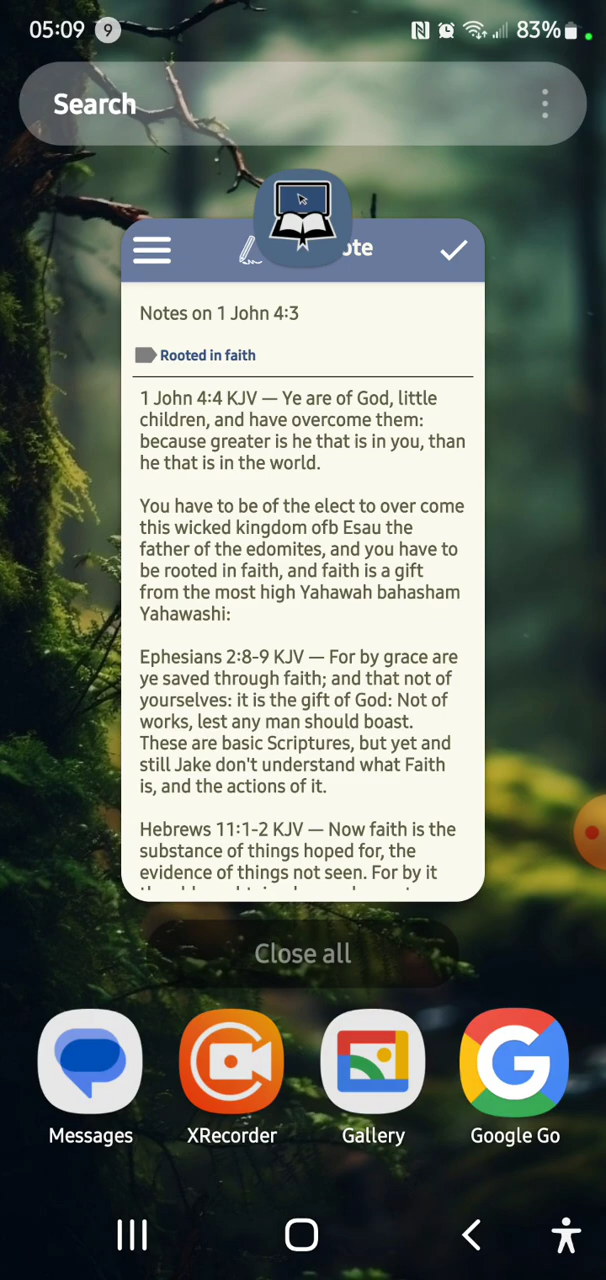 05:09 9 83%
Search
ote
Notes on 1 John 4:3
Rooted in faith
1 John 4:4 KJV — Ye are of God, little
children, and have overcome them:
because greater is he that is in you, than
he that is in the world.
You have to be of the elect to over come
this wicked kingdom ofb Esau the
father of the edomites, and you have to
be rooted in faith, and faith is a gift
from the most high Yahawah bahasham
Yahawashi:
Ephesians 2:8-9 KJV — For by grace are
ye saved through faith; and that not of
yourselves: it is the gift of God: Not of
works, lest any man should boast.
These are basic Scriptures, but yet and
still Jake don't understand what Faith
is, and the actions of it.
Hebrews 11:1-2 KJV — Now faith is the
substance of things hoped for, the
evidence of things not seen. For by it
Close all
Messages XRecorder Gallery Google Go